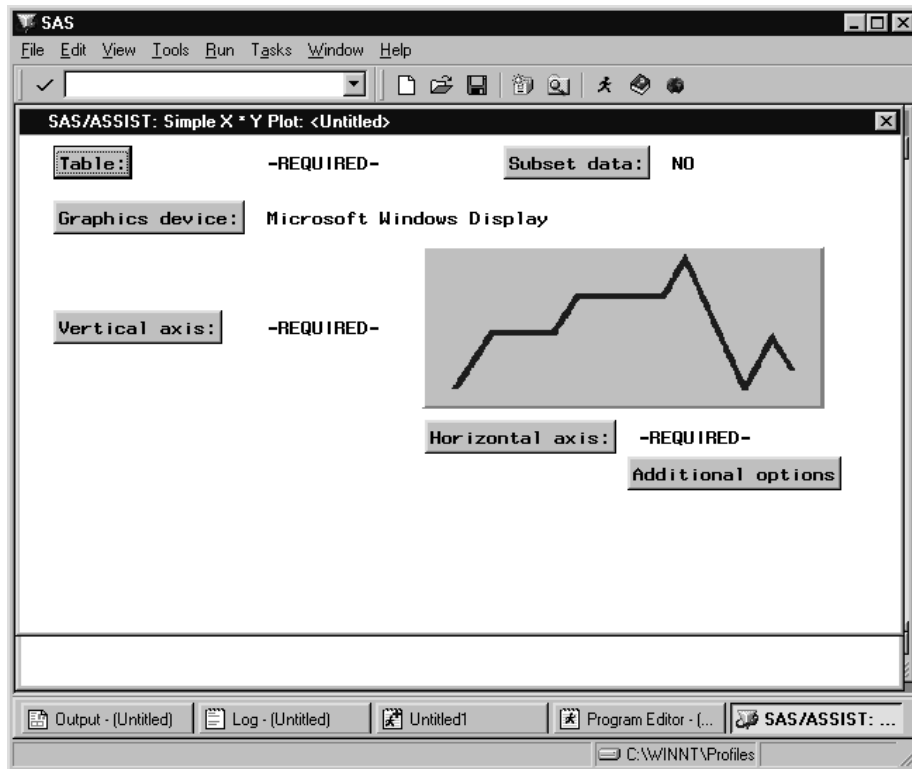 SAS
File Edit View Tools Run Tasks Window Help
SAS/ASSIST: Simple X * Y Plot: <Untitled>
Table: -REQUIRED- Subset data: NO
Graphics device: Microsoft Windows Display
Vertical axis: -REQUIRED-
Horizontal axis: -REQUIRED-
Additional options
Output - (Untitled) Log - (Untitled) Untitled1 Program Editor - (... SAS/ASSIST: ...
C:\WINNT\Profiles